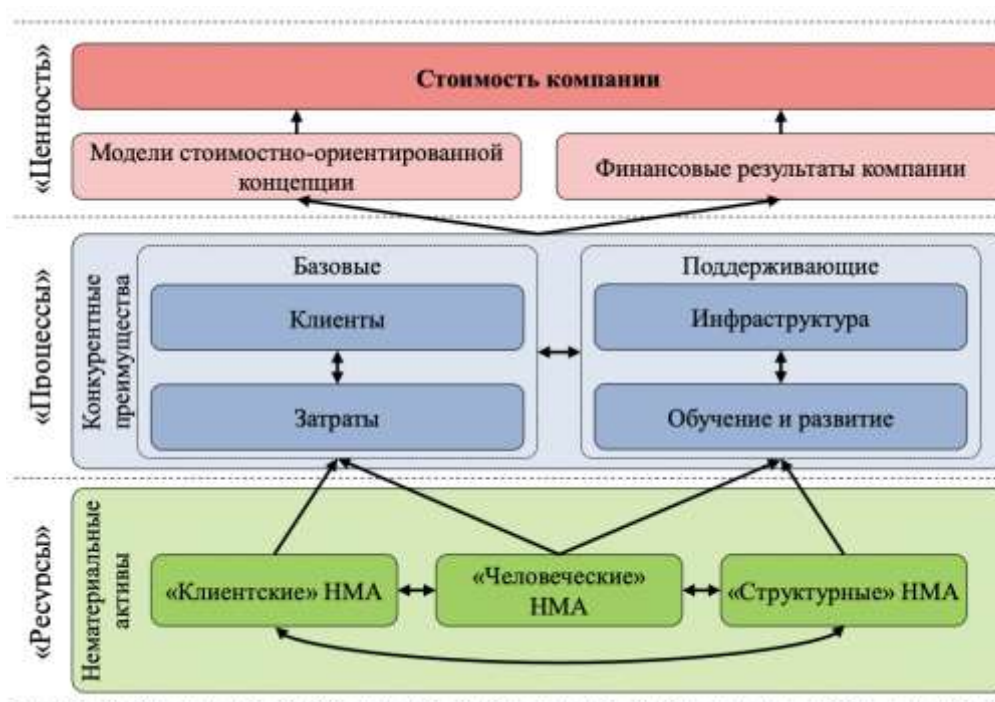 «Ценность»
Стоимость компании
Модели стоимостно-ориентированной
концепции
Финансовые результаты компании
«Процессы»
Конкурентные
преимущества
Базовые
Клиенты
Затраты
Поддерживающие
Инфраструктура
Обучение и развитие
«Ресурсы»
Нематериальные
активы
«Клиентские» НМА
«Человеческие»
НМА
«Структурные» НМА